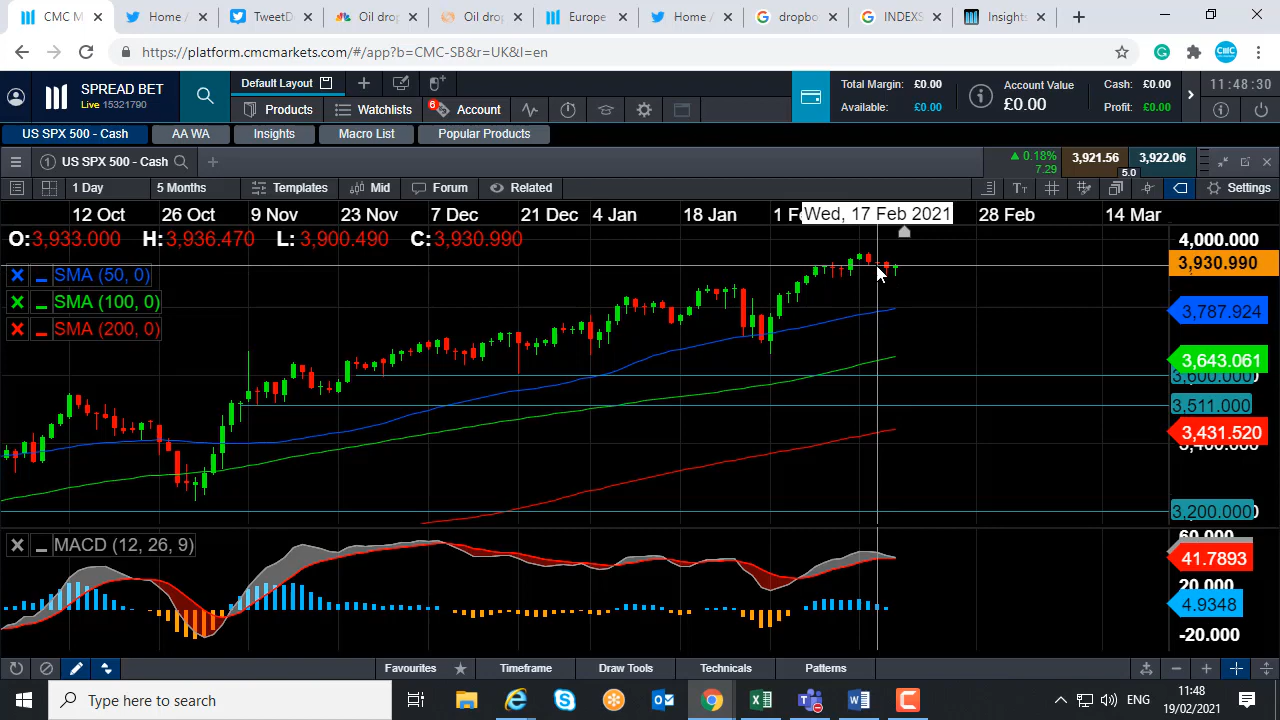 CMC M
Home /
TweetD
Oil drop
Oil drop
Europe
Home /
dropba
INDEXS
Insight
https://platform.cmcmarkets.com/#/app?b=CMC-SB&r=UK&l=en
SPREAD BET
Live 15321790
Default Layout
Products
Watchlists
6
Account
Total Margin: £0.00
Available: £0.00
Account Value
£0.00
Cash: £0.00
Profit: £0.00
11:48:30
US SPX 500 - Cash
AA WA
Insights
Macro List
Popular Products
1
US SPX 500 - Cash
0.18%
7.29
3,921.56
5.0
3,922.06
1 Day
5 Months
Templates
Mid
Forum
Related
Settings
12 Oct
26 Oct
9 Nov
23 Nov
7 Dec
21 Dec
4 Jan
18 Jan
Wed, 17 Feb 2021
28 Feb
14 Mar
O:3,933.000
H:3,936.470
L:3,900.490
C:3,930.990
4,000.000
3,930.990
SMA (50, 0)
SMA (100, 0)
SMA (200, 0)
3,787.924
3,643.061
3,600.000
3,511.000
3,431.520
3,200.000
MACD (12, 26, 9)
41.7893
20.000
4.9348
-20.000
Favourites
Timeframe
Draw Tools
Technicals
Patterns
Type here to search
ENG
11:48
19/02/2021